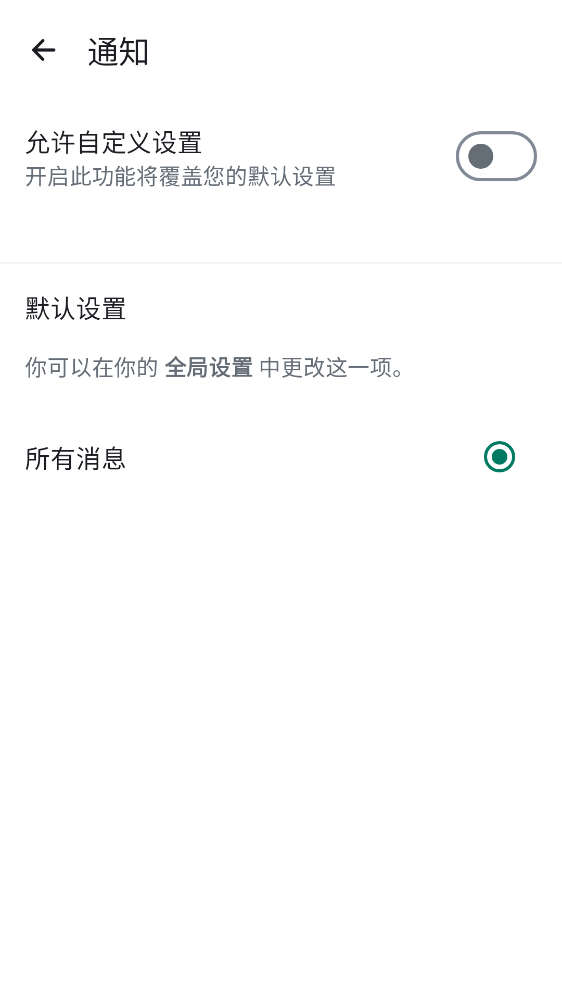 通知
允许自定义设置
开启此功能将覆盖您的默认设置
默认设置
你可以在你的 全局设置 中更改这一项。
所有消息